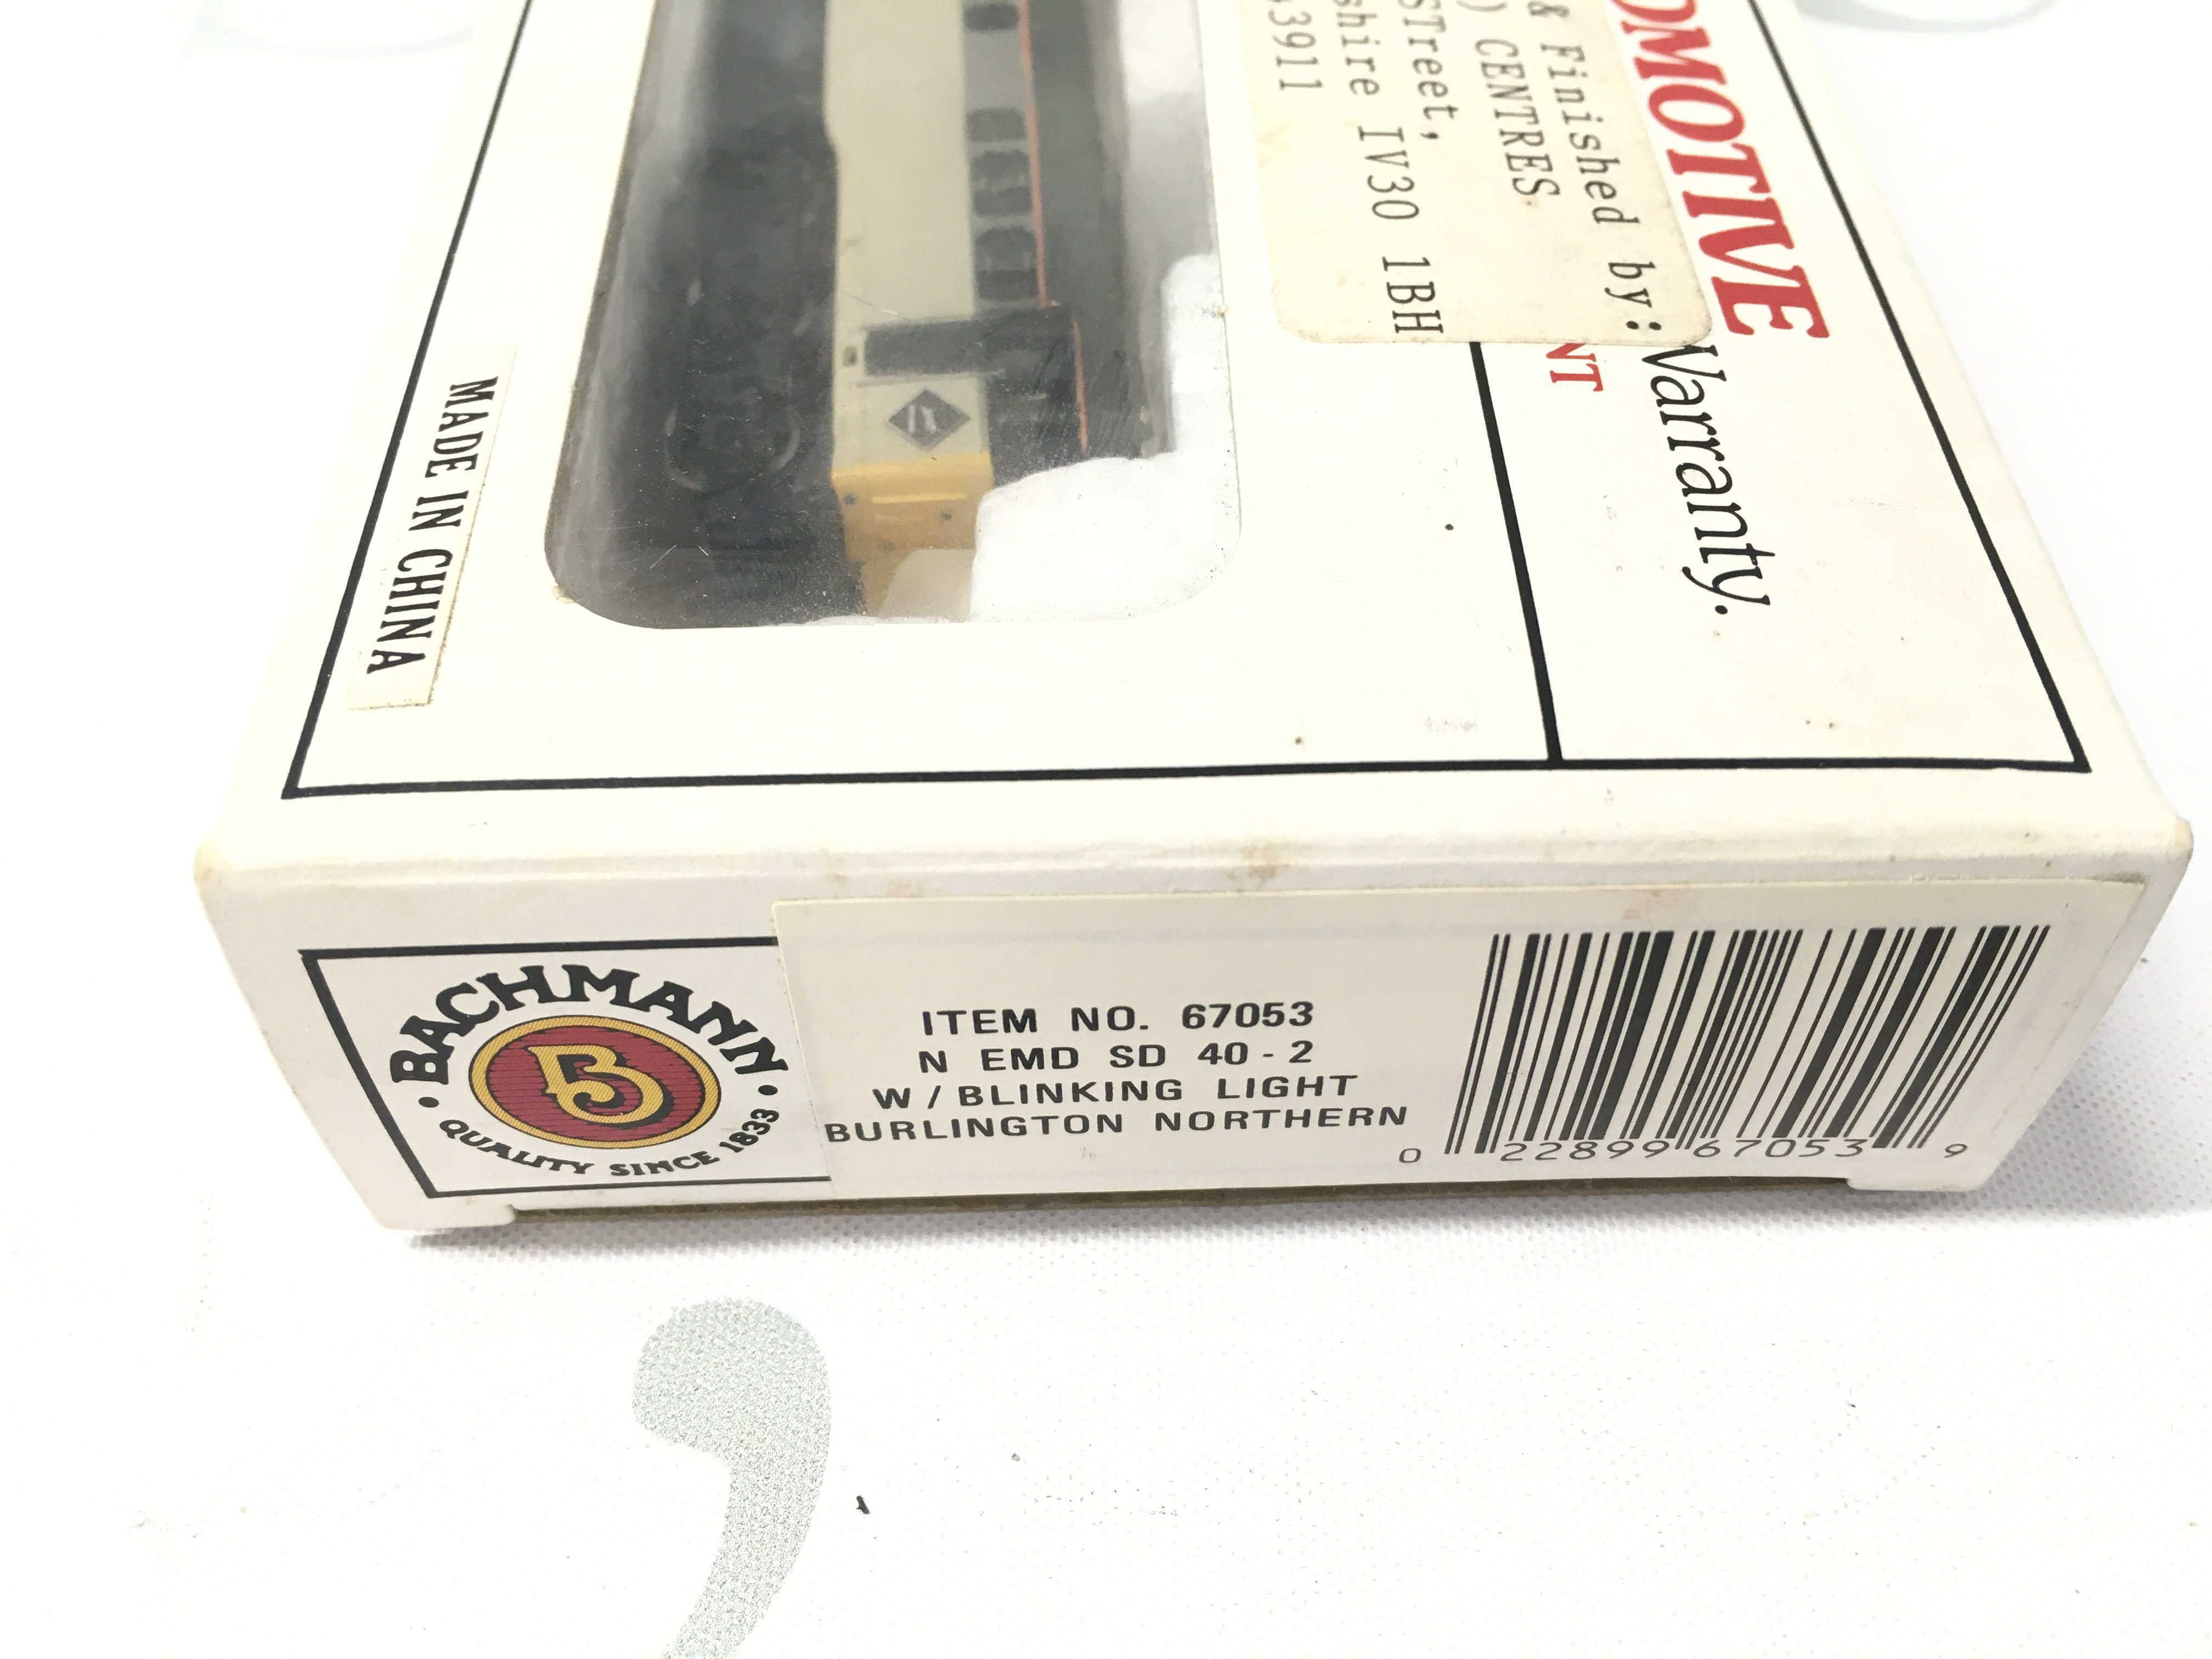 OMOTIVE
Warranty.
NT
& Finished by:
) CENTRES.
STreet,
shire IV30 1BH
3911
MADE IN CHINA
BACHMANN
B
• QUALITY SINCE 1833 •
ITEM NO. 67053
N EMD SD 40-2
W/BLINKING LIGHT
BURLINGTON NORTHERN
0 22899 67053 9